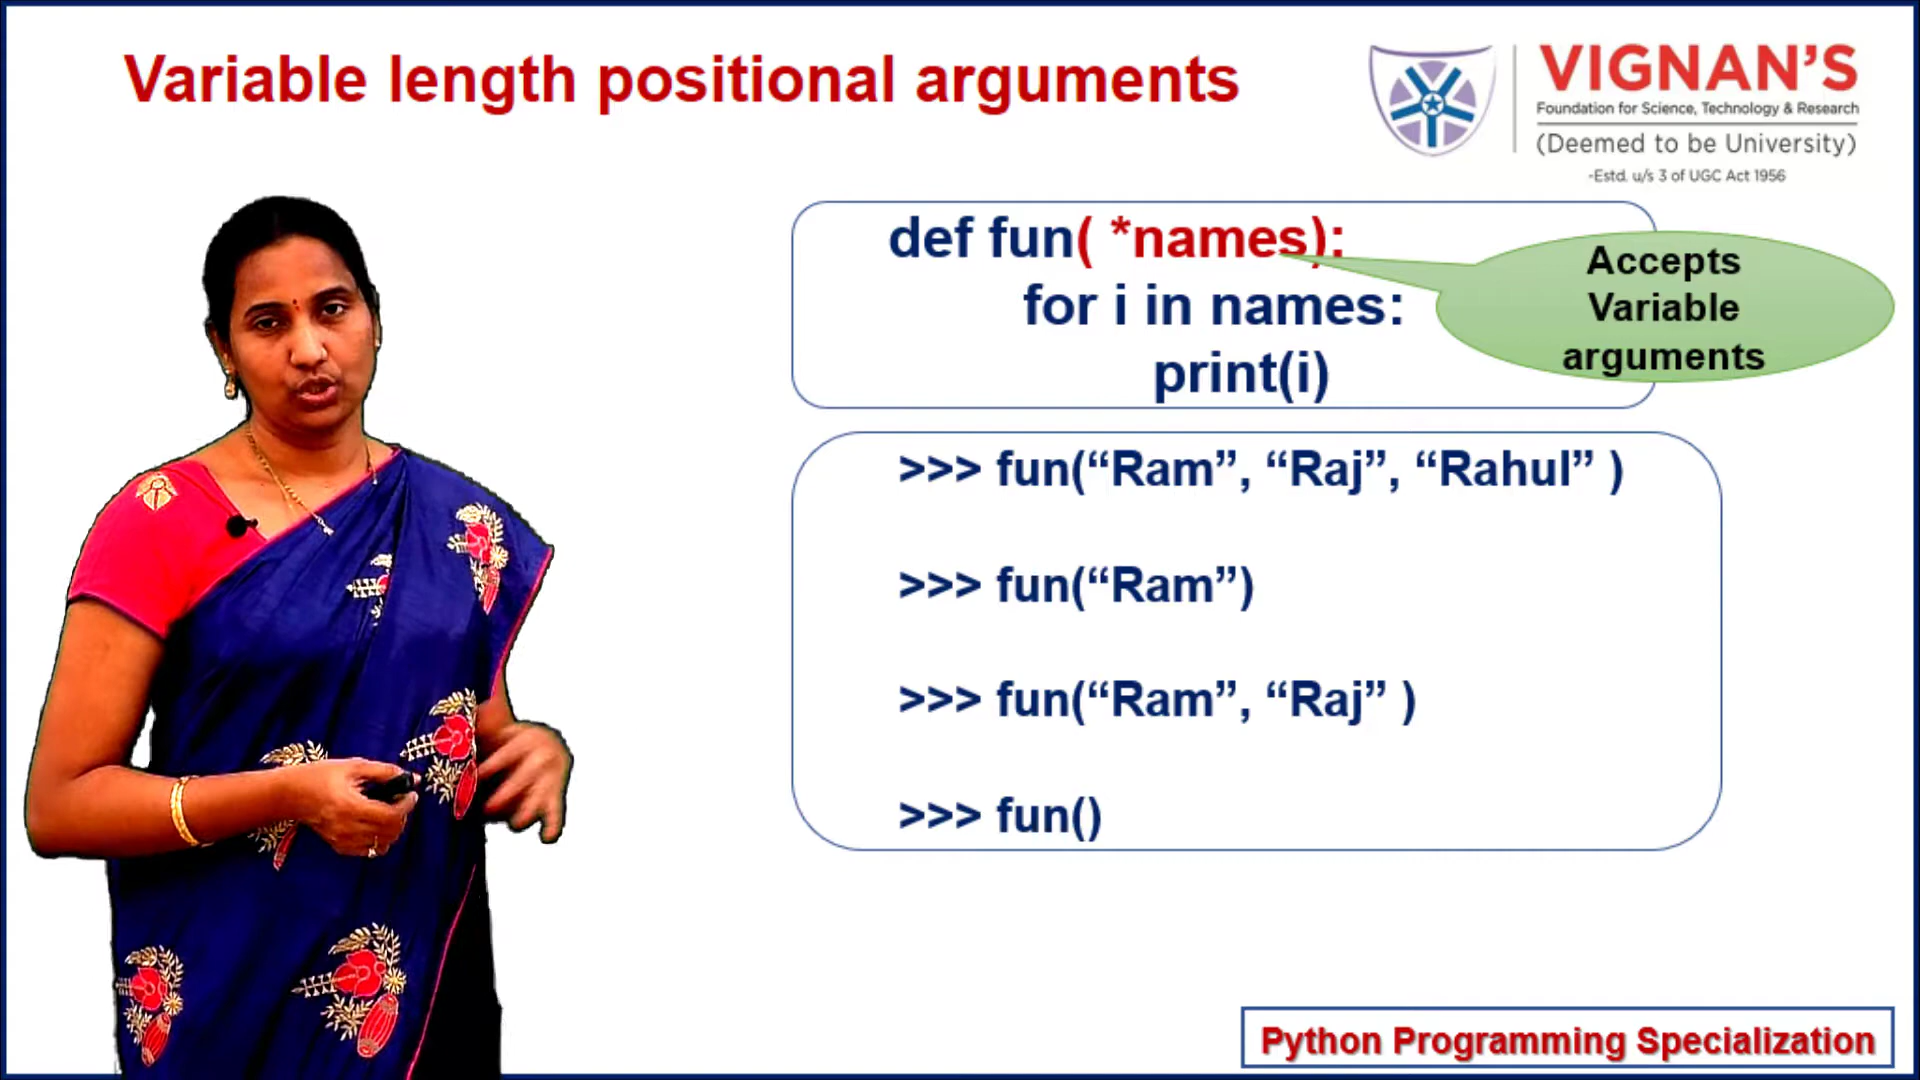 Variable length positional arguments
VIGNAN'S
Foundation for Science, Technology & Research
(Deemed to be University)
-Estd. u/s 3 of UGC Act 1956
def fun( *names):
for i in names:
print(i)
Accepts
Variable
arguments
>>> fun(“Ram”, “Raj”, “Rahul” )
>>> fun(“Ram”)
>>> fun(“Ram”, “Raj” )
>>> fun()
Python Programming Specialization